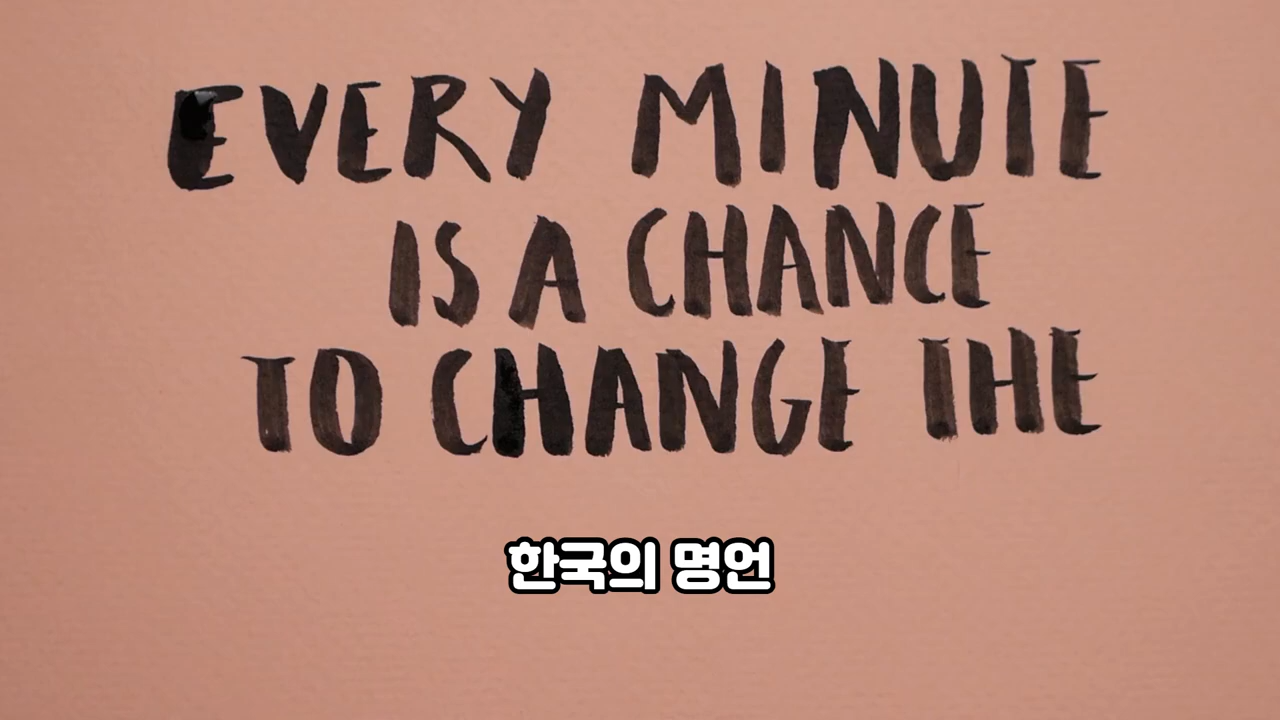 EVERY MINUTE
IS A CHANCE
TO CHANGE THE
한국의 명언